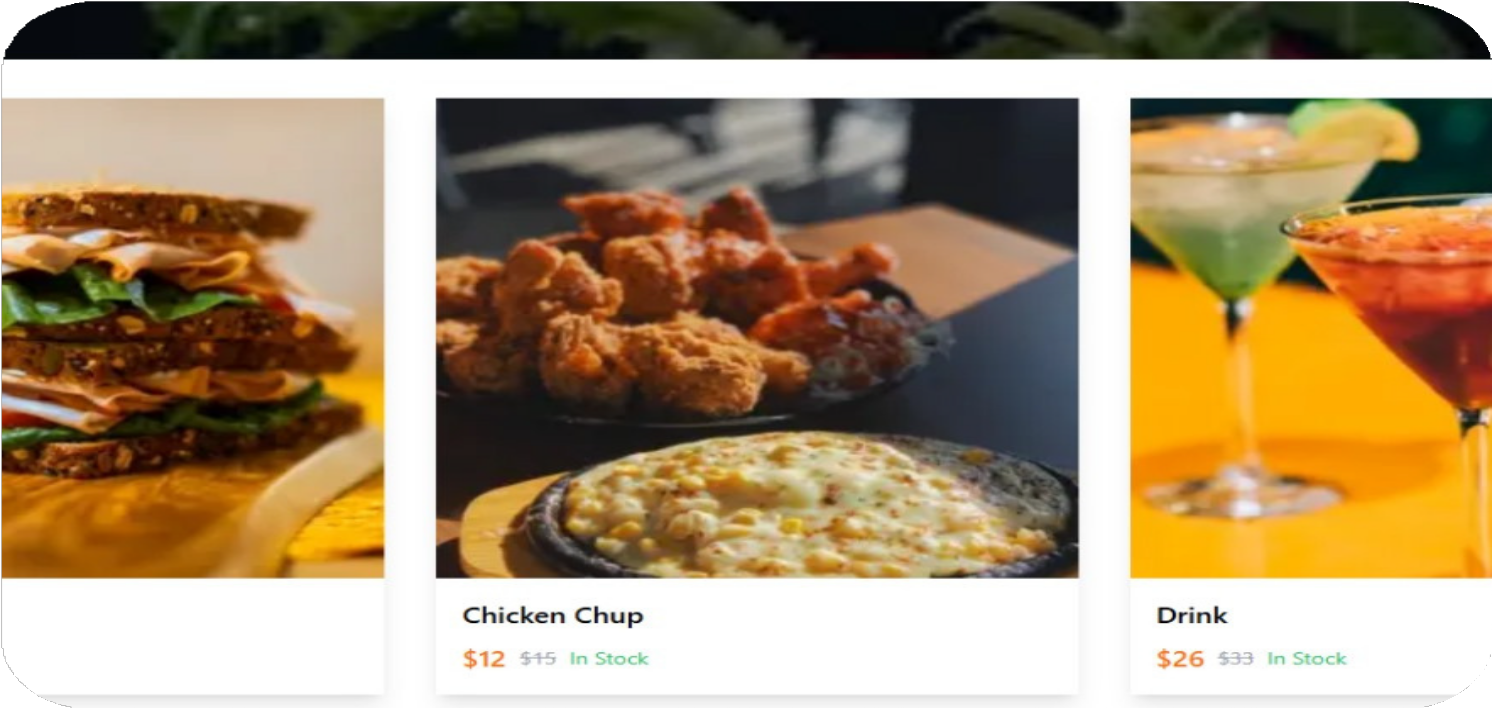 Chicken Chup
$12 $15 In Stock
Drink
$26 $33 In Stock